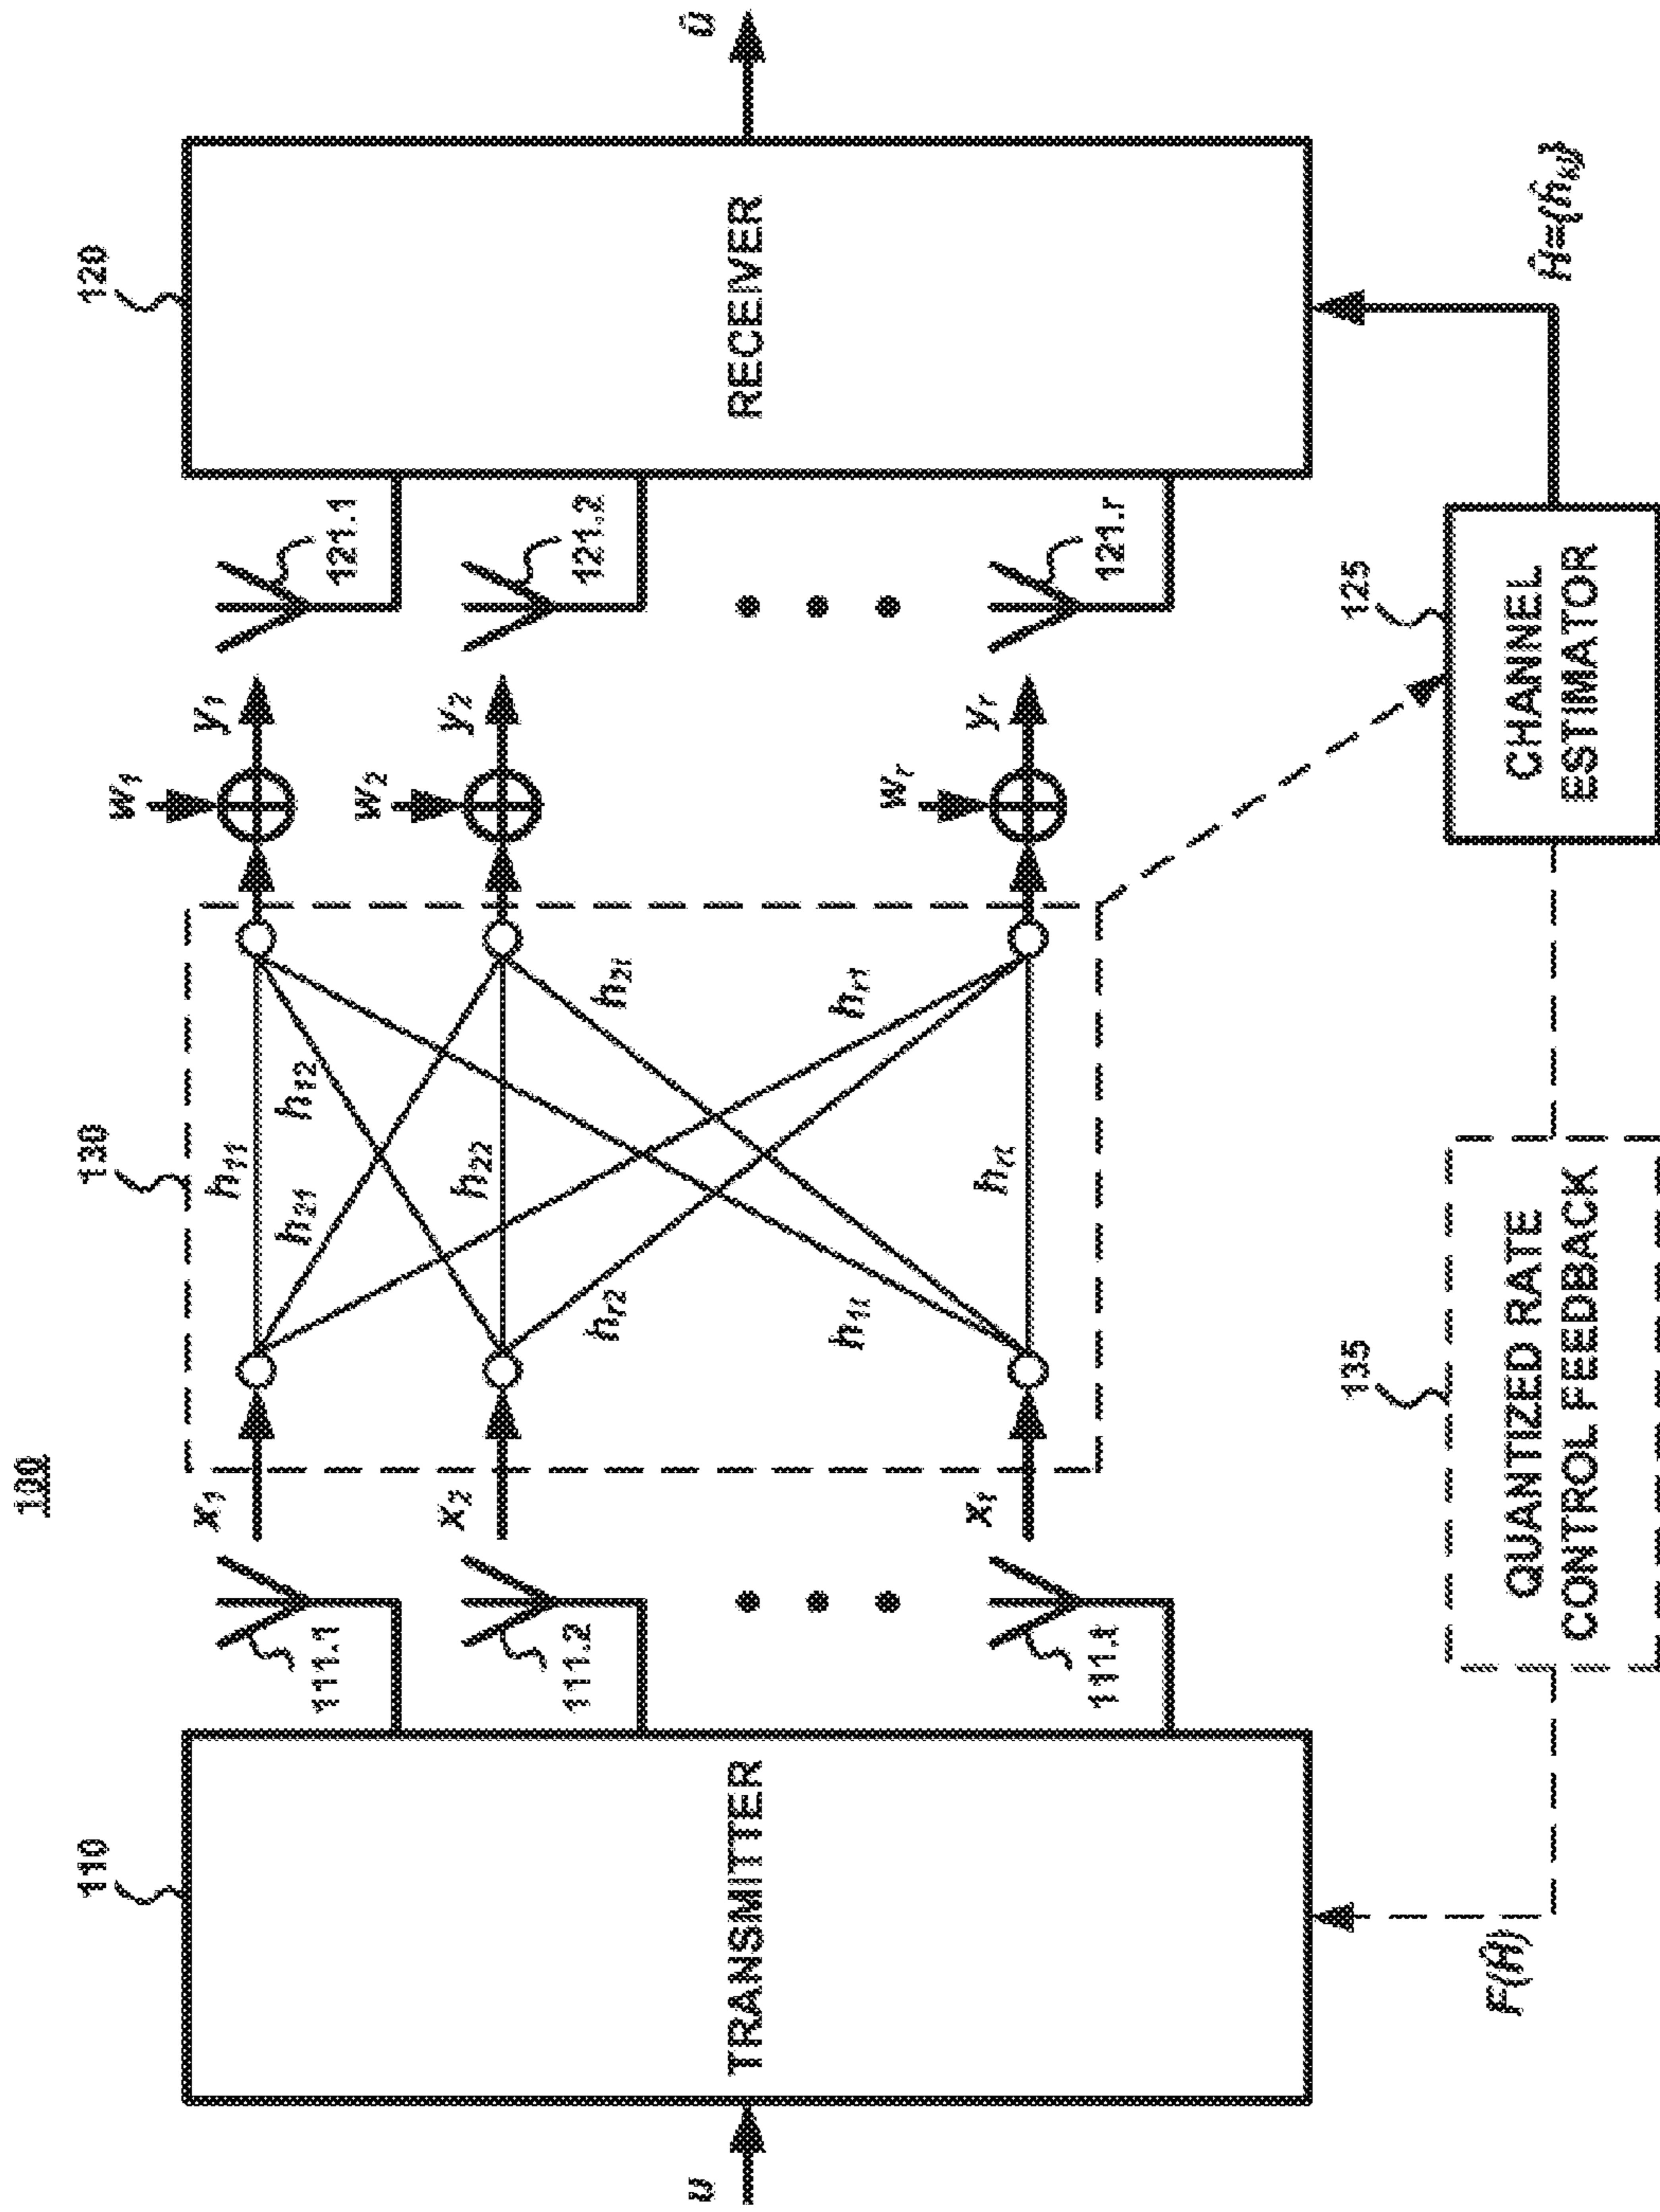 100
110
130
120
u
TRANSMITTER
111.1
111.2
111.t
x1
x2
xt
h11
h12
h21
h22
h2t
hr2
hr1
h1t
hrt
w1
w2
wr
y1
y2
yr
121.1
121.2
121.r
RECEIVER
û
F(Ĥ)
135
QUANTIZED RATE
CONTROL FEEDBACK
125
CHANNEL
ESTIMATOR